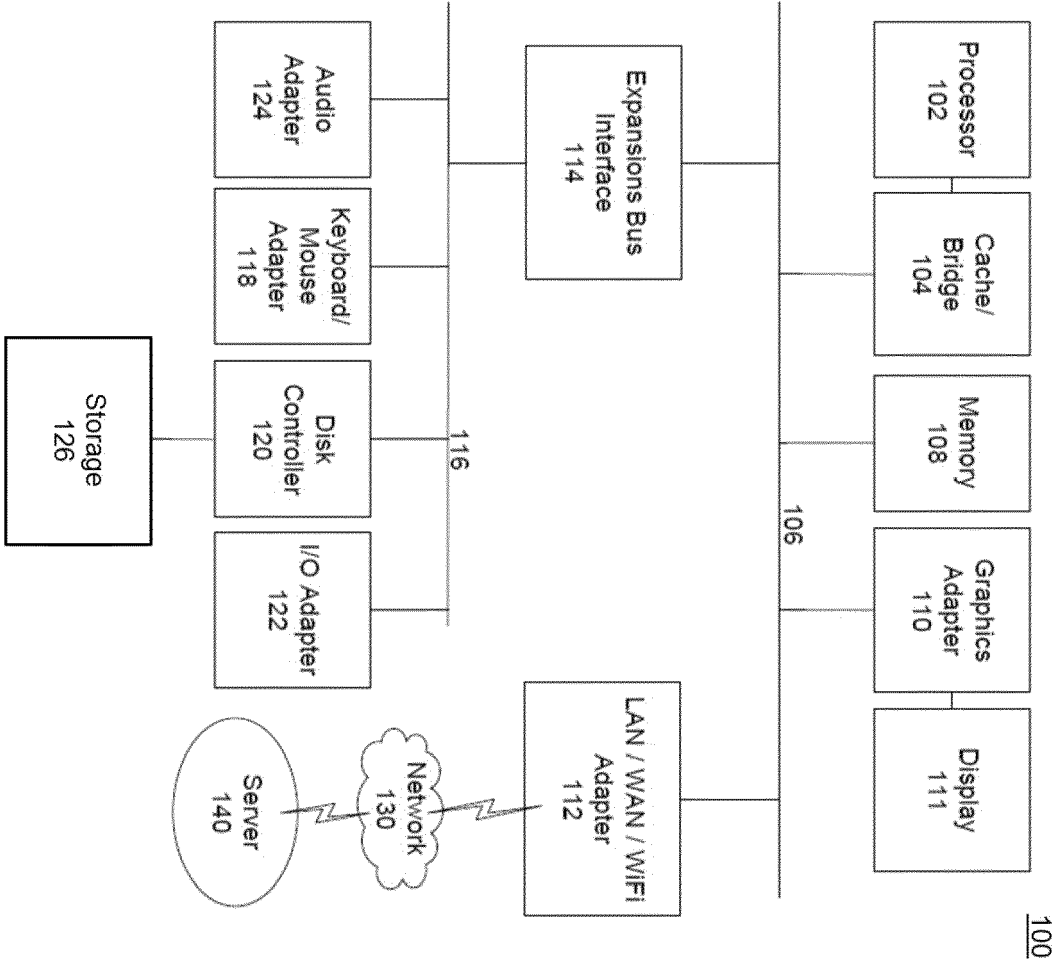 100
Processor
102
Cache/
Bridge
104
Memory
108
Graphics
Adapter
110
Display
111
106
Expansions Bus
Interface
114
LAN / WAN / WiFi
Adapter
112
116
Audio
Adapter
124
Keyboard/
Mouse
Adapter
118
Disk
Controller
120
I/O Adapter
122
Network
130
Storage
126
Server
140